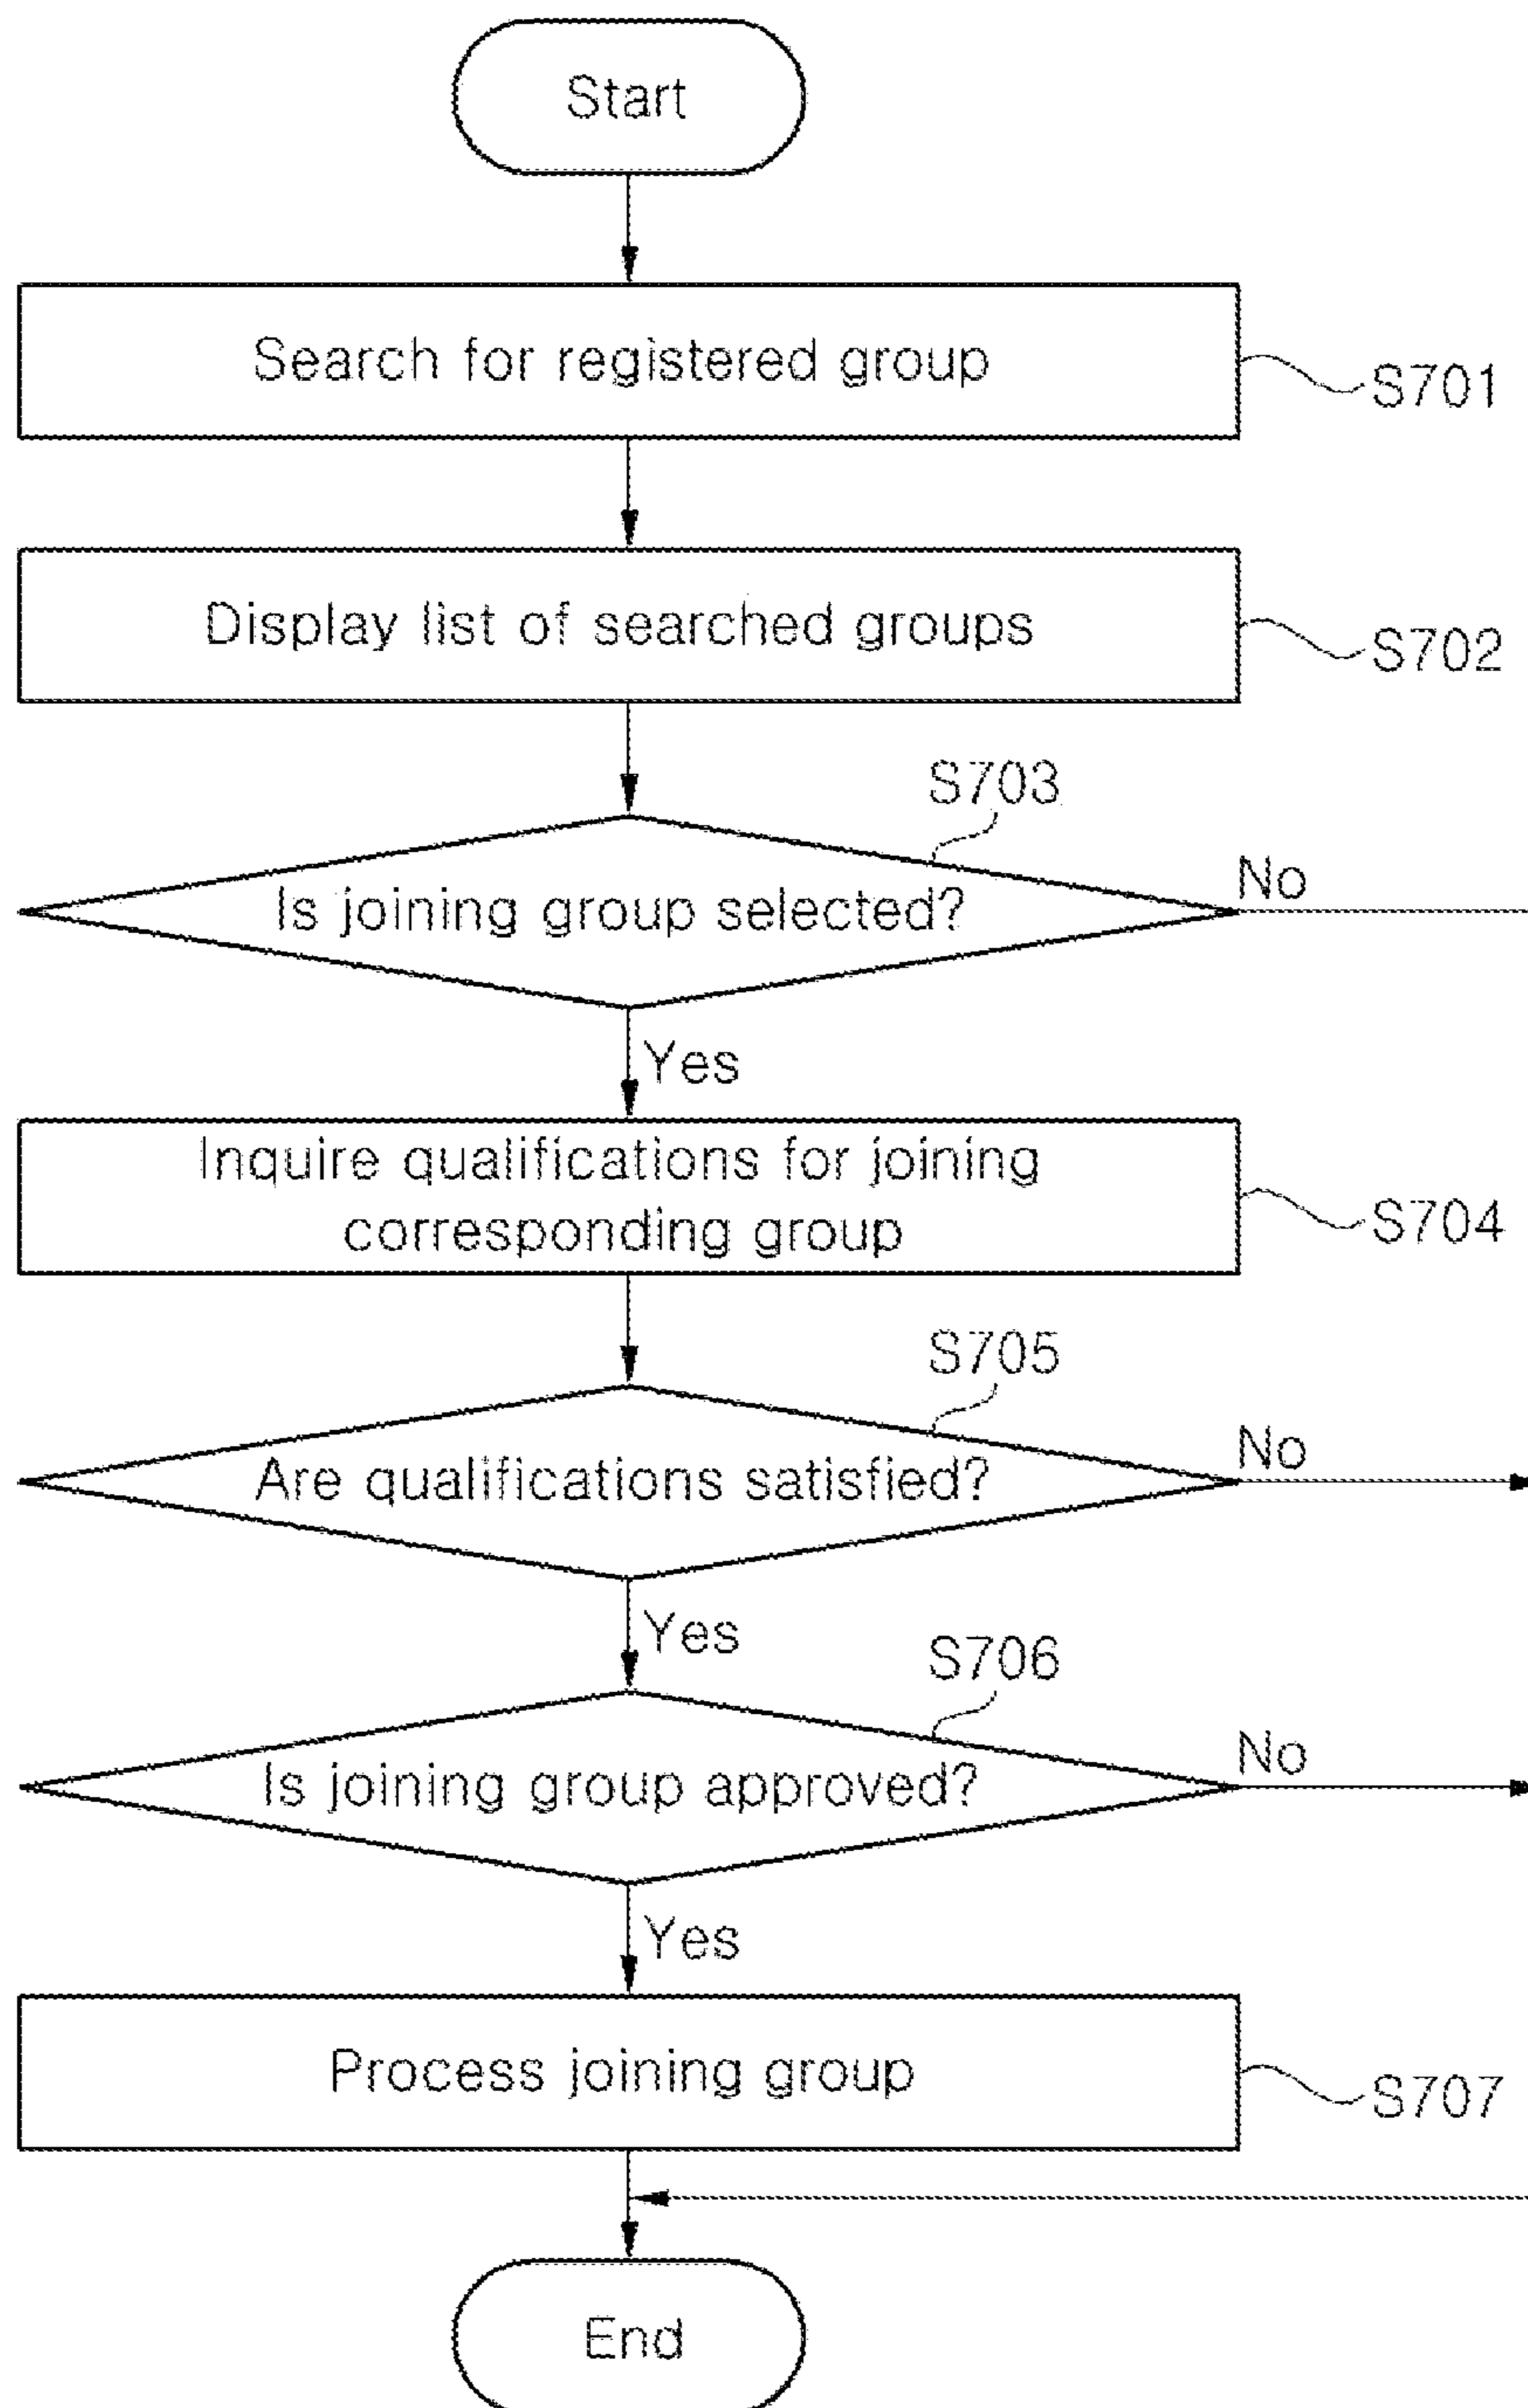 Start
Search for registered group
S701
Display list of searched groups
S702
S703
Is joining group selected?
No
Yes
Inquire qualifications for joining
corresponding group
S704
S705
Are qualifications satisfied?
No
Yes
S706
Is joining group approved?
No
Yes
Process joining group
S707
End